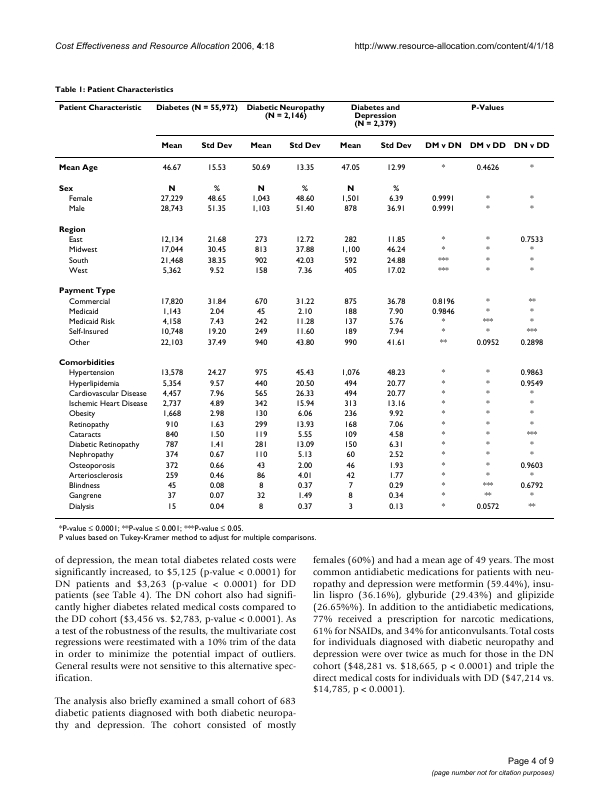 Cost Effectiveness and Resource Allocation 2006, 4:18 http://www.resource-allocation.com/content/4/1/18
Table 1: Patient Characteristics
Patient Characteristic Diabetes (N = 55,972) Diabetic Neuropathy (N = 2,146) Diabetes and Depression (N = 2,379) P-Values
Mean Std Dev Mean Std Dev Mean Std Dev DM v DN DM v DD DN v DD
Mean Age 46.67 15.53 50.69 13.35 47.05 12.99 * 0.4626 *
Sex N % N % N %
Female 27,229 48.65 1,043 48.60 1,501 6.39 0.9991 * *
Male 28,743 51.35 1,103 51.40 878 36.91 0.9991 * *
Region
East 12,134 21.68 273 12.72 282 11.85 * * 0.7533
Midwest 17,044 30.45 813 37.88 1,100 46.24 * * *
South 21,468 38.35 902 42.03 592 24.88 *** * *
West 5,362 9.52 158 7.36 405 17.02 *** * *
Payment Type
Commercial 17,820 31.84 670 31.22 875 36.78 0.8196 * **
Medicaid 1,143 2.04 45 2.10 188 7.90 0.9846 * *
Medicaid Risk 4,158 7.43 242 11.28 137 5.76 * *** *
Self-Insured 10,748 19.20 249 11.60 189 7.94 * * ***
Other 22,103 37.49 940 43.80 990 41.61 ** 0.0952 0.2898
Comorbidities
Hypertension 13,578 24.27 975 45.43 1,076 48.23 * * 0.9863
Hyperlipidemia 5,354 9.57 440 20.50 494 20.77 * * 0.9549
Cardiovascular Disease 4,457 7.96 565 26.33 494 20.77 * * *
Ischemic Heart Disease 2,737 4.89 342 15.94 313 13.16 * * *
Obesity 1,668 2.98 130 6.06 236 9.92 * * *
Retinopathy 910 1.63 299 13.93 168 7.06 * * *
Cataracts 840 1.50 119 5.55 109 4.58 * * ***
Diabetic Retinopathy 787 1.41 281 13.09 150 6.31 * * *
Nephropathy 374 0.67 110 5.13 60 2.52 * * *
Osteoporosis 372 0.66 43 2.00 46 1.93 * * 0.9603
Arteriosclerosis 259 0.46 86 4.01 42 1.77 * * *
Blindness 45 0.08 8 0.37 7 0.29 * *** 0.6792
Gangrene 37 0.07 32 1.49 8 0.34 * ** *
Dialysis 15 0.04 8 0.37 3 0.13 * 0.0572 **
*P-value ≤ 0.0001; **P-value ≤ 0.001; ***P-value ≤ 0.05.
P values based on Tukey-Kramer method to adjust for multiple comparisons.
of depression, the mean total diabetes related costs were
significantly increased, to $5,125 (p-value < 0.0001) for
DN patients and $3,263 (p-value < 0.0001) for DD
patients (see Table 4). The DN cohort also had signifi-
cantly higher diabetes related medical costs compared to
the DD cohort ($3,456 vs. $2,783, p-value < 0.0001). As
a test of the robustness of the results, the multivariate cost
regressions were reestimated with a 10% trim of the data
in order to minimize the potential impact of outliers.
General results were not sensitive to this alternative spec-
ification.
The analysis also briefly examined a small cohort of 683
diabetic patients diagnosed with both diabetic neuropa-
thy and depression. The cohort consisted of mostly
females (60%) and had a mean age of 49 years. The most
common antidiabetic medications for patients with neu-
ropathy and depression were metformin (59.44%), insu-
lin lispro (36.16%), glyburide (29.43%) and glipizide
(26.65%%). In addition to the antidiabetic medications,
77% received a prescription for narcotic medications,
61% for NSAIDs, and 34% for anticonvulsants. Total costs
for individuals diagnosed with diabetic neuropathy and
depression were over twice as much for those in the DN
cohort ($48,281 vs. $18,665, p < 0.0001) and triple the
direct medical costs for individuals with DD ($47,214 vs.
$14,785, p < 0.0001).
Page 4 of 9
(page number not for citation purposes)